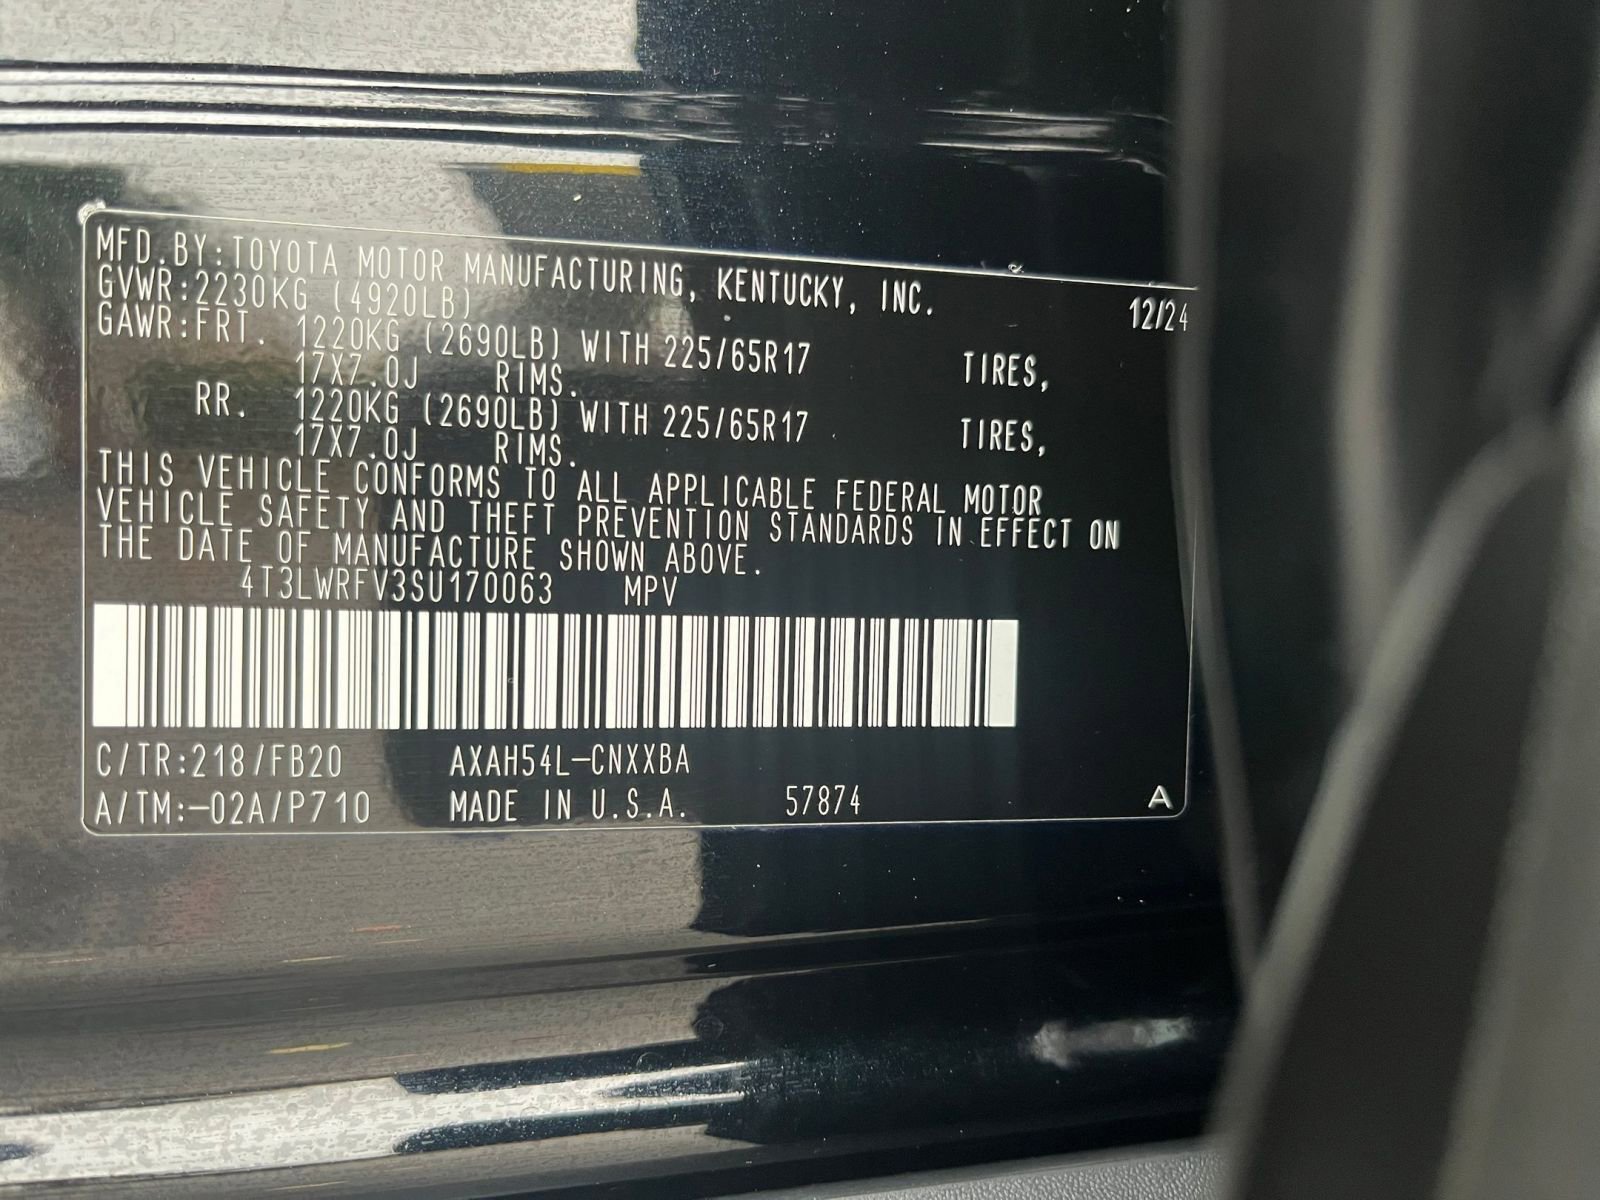 MFD.BY:TOYOTA MOTOR MANUFACTURING, KENTUCKY, INC. 12/24
GVWR:2230KG (4920LB)
GAWR:FRT. 1220KG (2690LB) WITH 225/65R17 TIRES,
17X7.0J RIMS.
RR. 1220KG (2690LB) WITH 225/65R17 TIRES,
17X7.0J RIMS.
THIS VEHICLE CONFORMS TO ALL APPLICABLE FEDERAL MOTOR
VEHICLE SAFETY AND THEFT PREVENTION STANDARDS IN EFFECT ON
THE DATE OF MANUFACTURE SHOWN ABOVE.
4T3LWRFV3SU170063 MPV
C/TR:218/FB20 AXAH54L-CNXXBA
A/TM:-02A/P710 MADE IN U.S.A. 57874 A